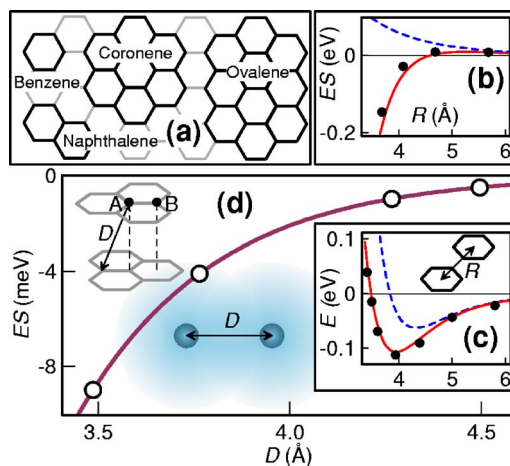 Coronene
Benzene
Ovalene
Naphthalene
(a)
ES (eV)
0
-0.2
(b)
R (Å)
4 5 6
0
-4
-8
ES (meV)
(d)
A B
D
D
3.5 4.0 4.5
D (Å)
0.1
0
-0.1
E (eV)
R
(c)
4 5 6